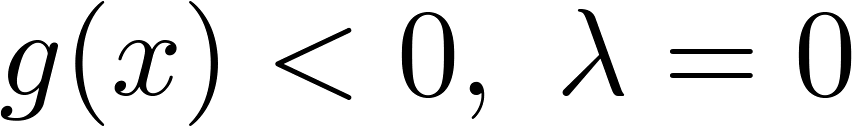 g(x) < 0, λ = 0